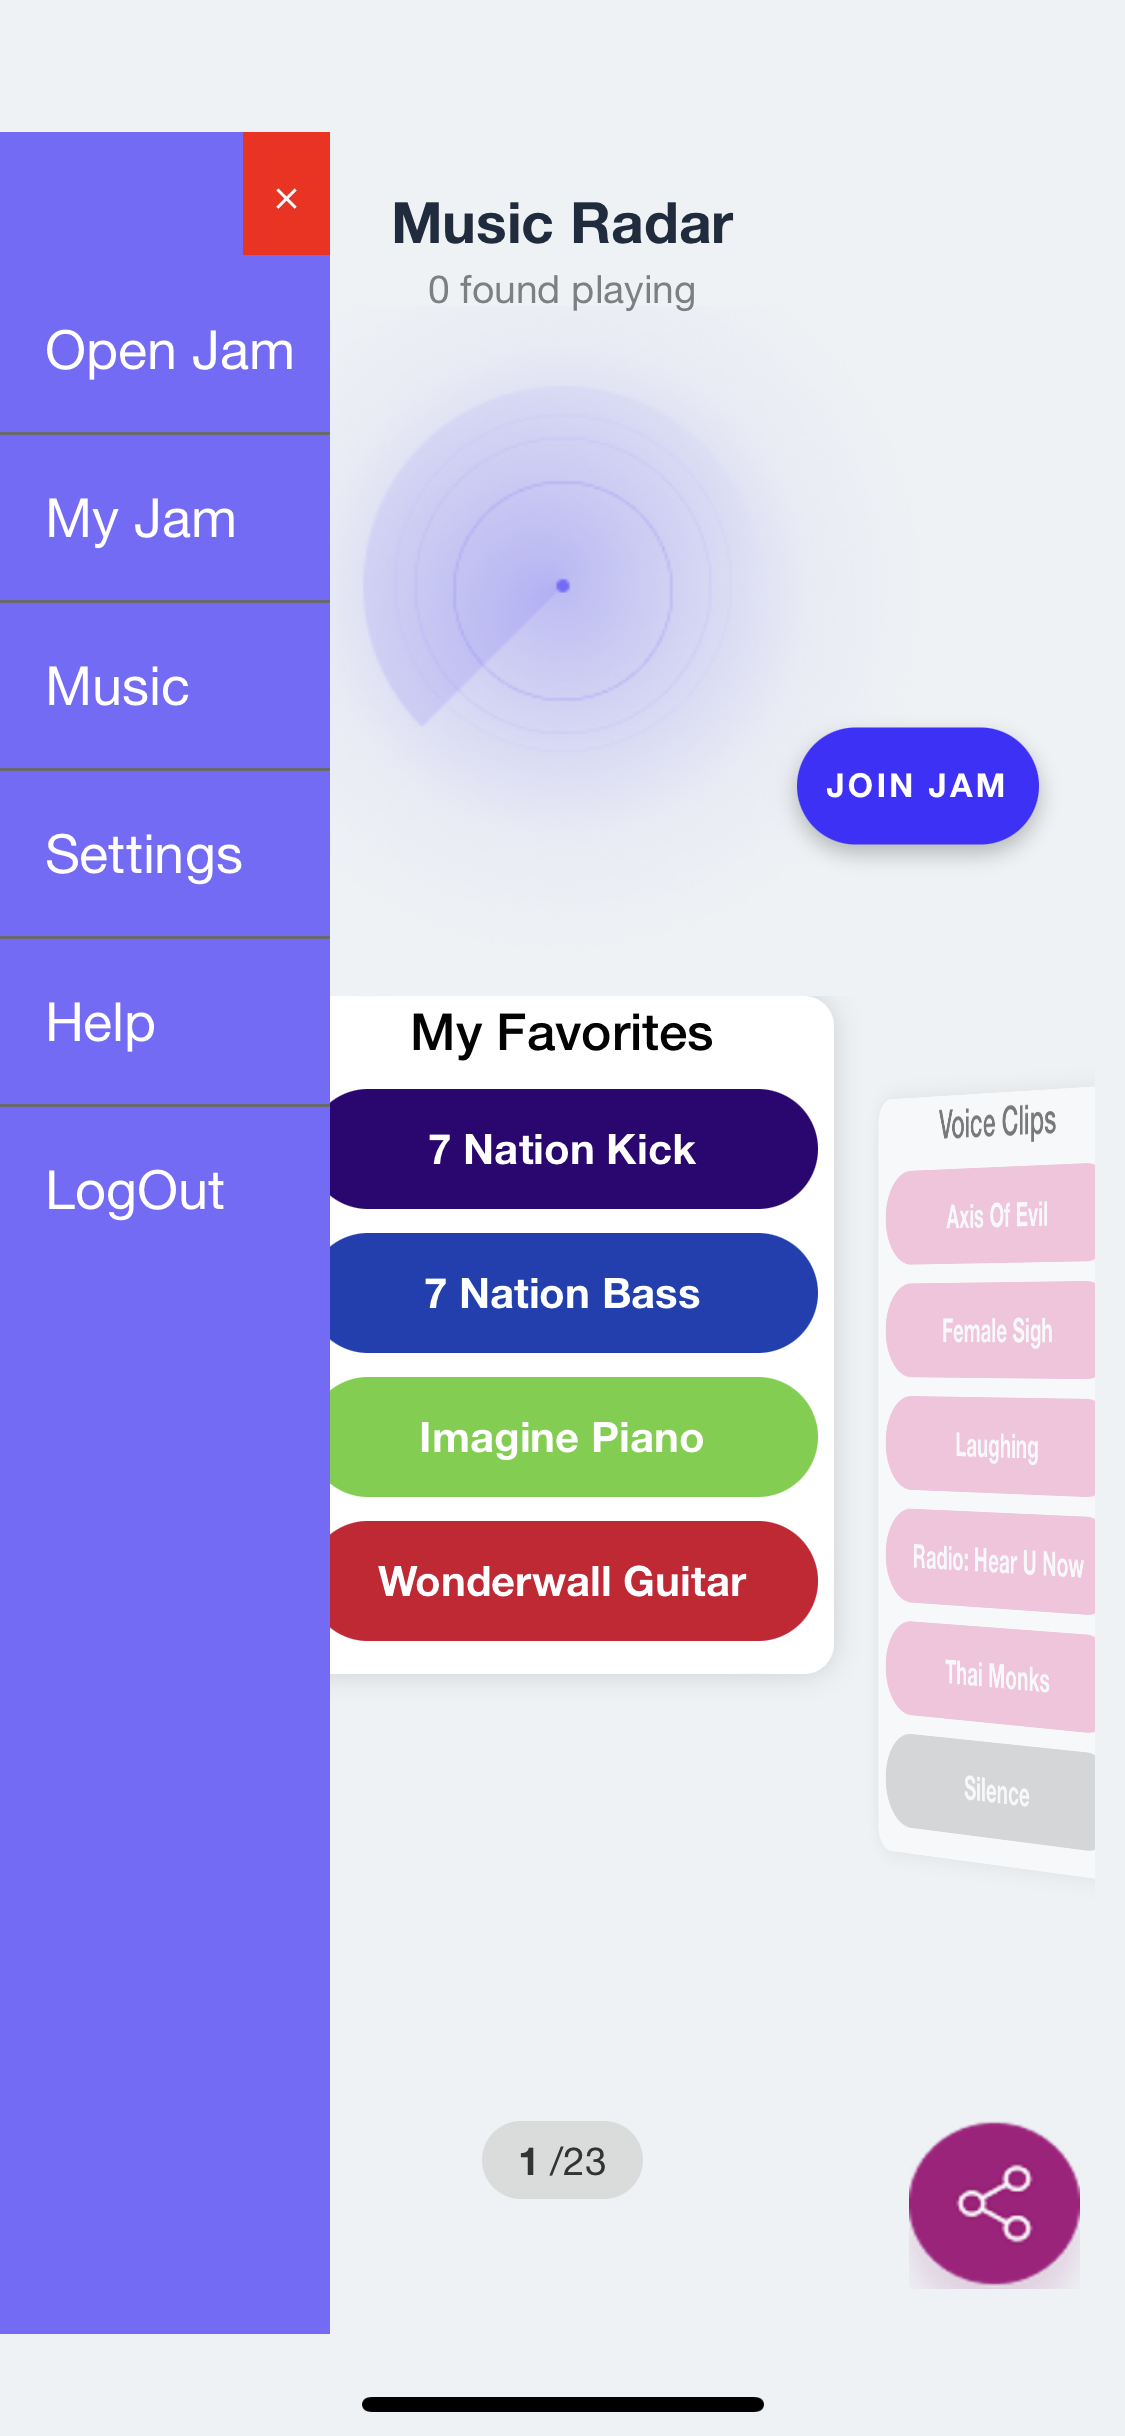 ×
Open Jam
My Jam
Music
Settings
Help
LogOut
Music Radar
0 found playing
JOIN JAM
My Favorites
7 Nation Kick
7 Nation Bass
Imagine Piano
Wonderwall Guitar
Voice Clips
Axis Of Evil
Female Sigh
Laughing
Radio: Hear U Now
Thai Monks
Silence
1 /23